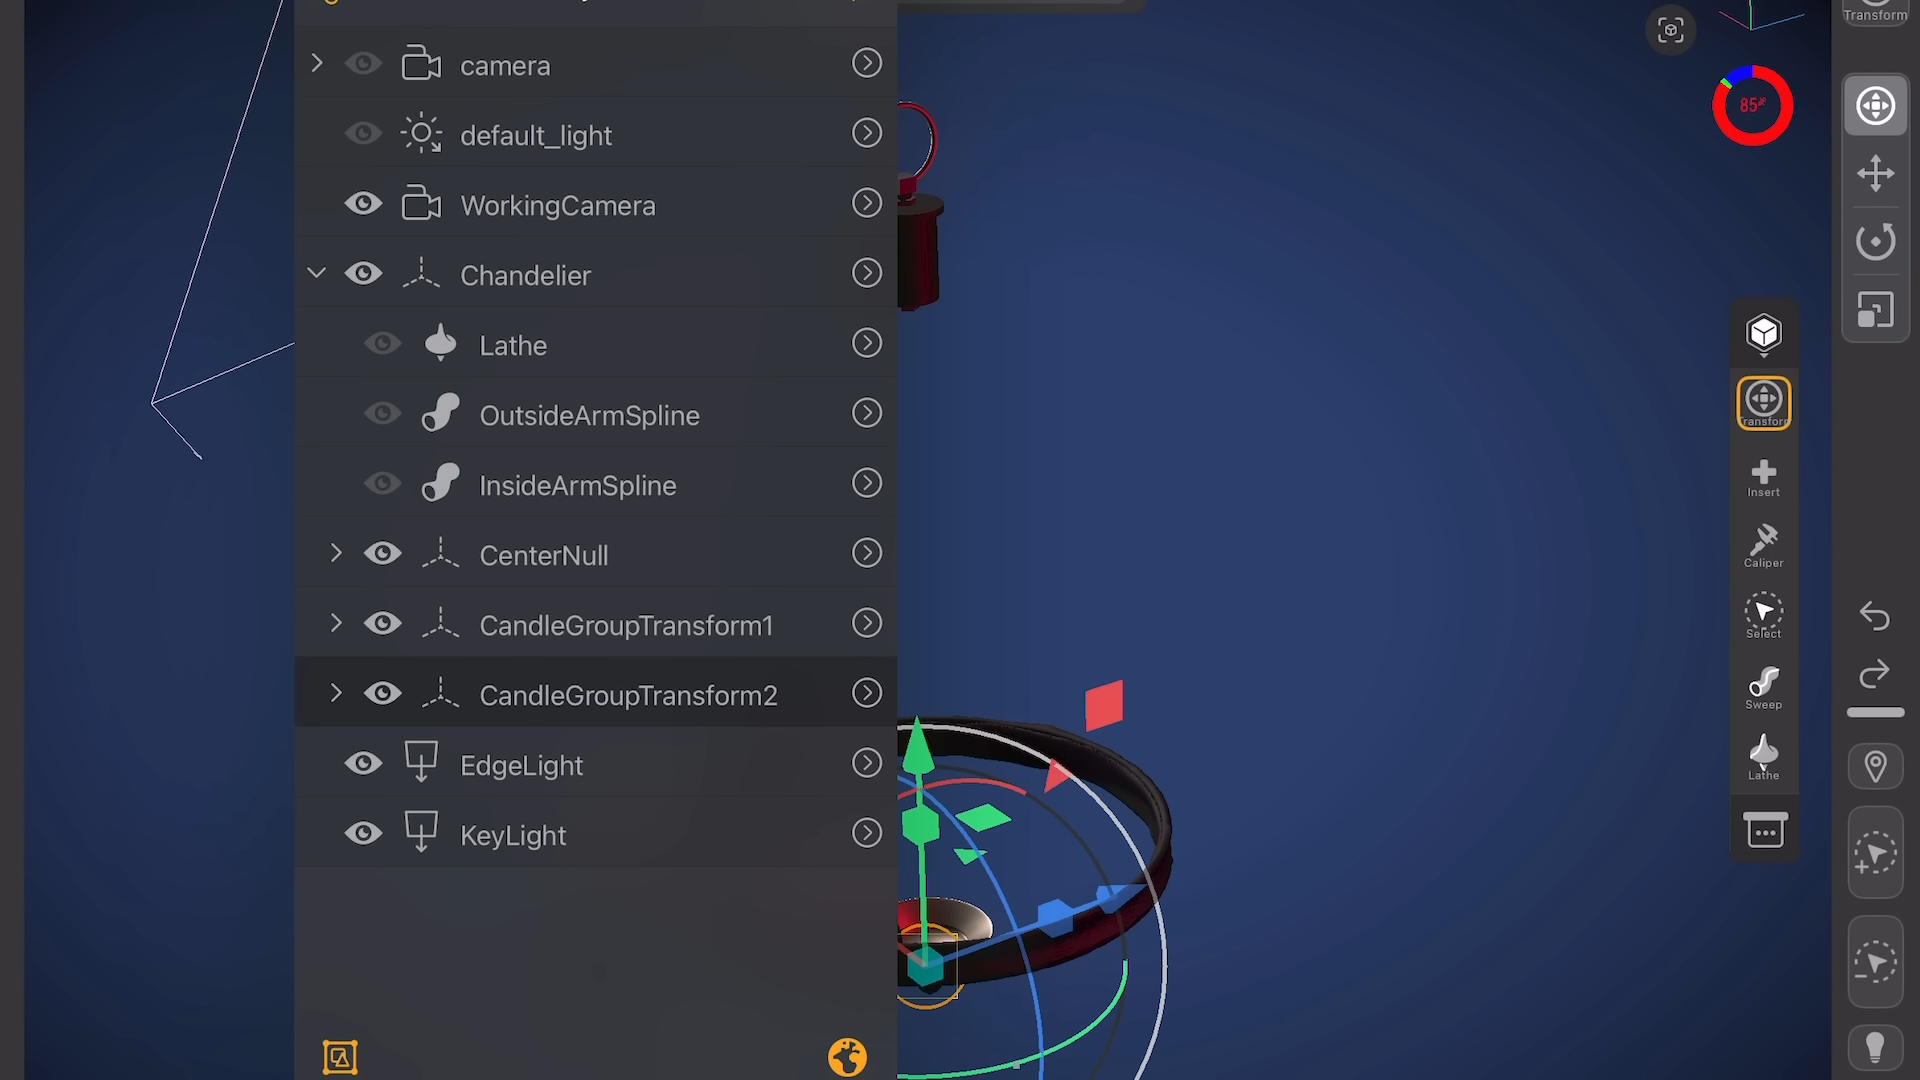 Transform
camera
85
default_light
WorkingCamera
Chandelier
Lathe
OutsideArmSpline
Transform
InsideArmSpline
Insert
CenterNull
Caliper
CandleGroupTransform1
Select
CandleGroupTransform2
Sweep
EdgeLight
Lathe
KeyLight